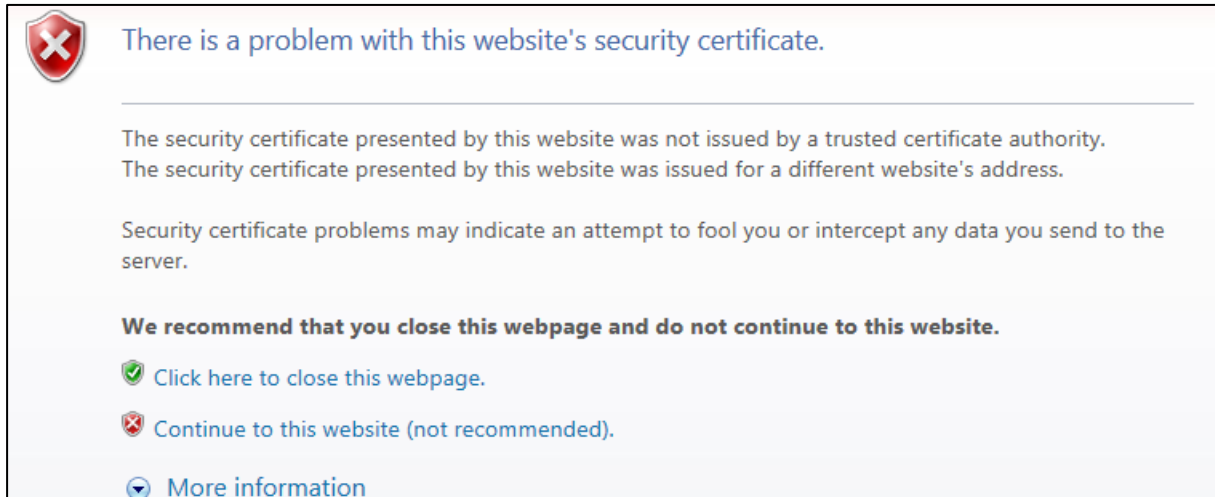 There is a problem with this website's security certificate.
The security certificate presented by this website was not issued by a trusted certificate authority.
The security certificate presented by this website was issued for a different website's address.
Security certificate problems may indicate an attempt to fool you or intercept any data you send to the
server.
We recommend that you close this webpage and do not continue to this website.
Click here to close this webpage.
Continue to this website (not recommended).
More information